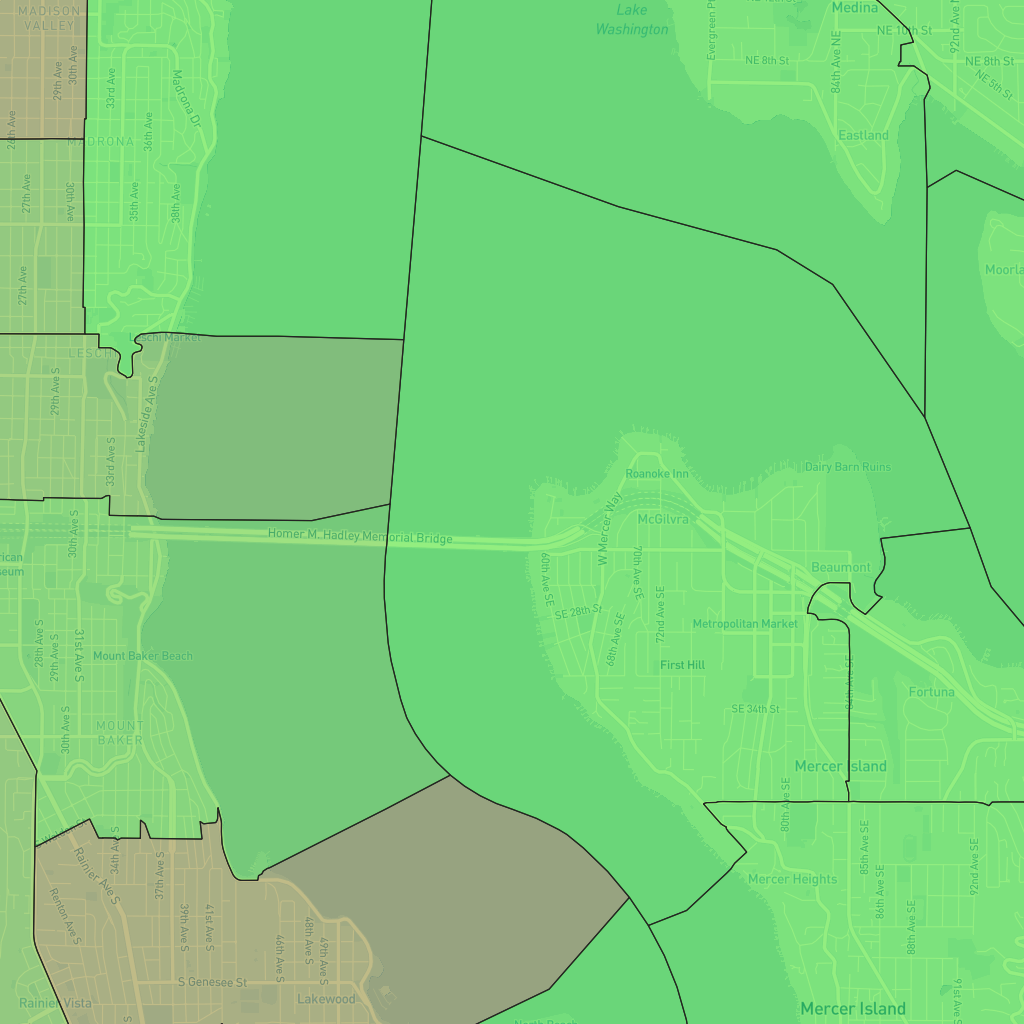 MADISON
VALLEY
Lake
Washington
Evergreen P
Medina
NE 10th St
92nd Ave N
84th Ave NE
NE 8th St
NE 8th St
NE 5th St
29th Ave
30th Ave
33rd Ave
Madrona Dr
26th Ave
36th Ave
MADRONA
Eastland
27th Ave
30th Ave
35th Ave
38th Ave
27th Ave
Moorla
Leschi Market
LESCHI
29th Ave S
Lakeside Ave S
33rd Ave S
Roanoke Inn
Dairy Barn Ruins
W Mercer Way
McGilvra
30th Ave S
Homer M. Hadley Memorial Bridge
rican
seum
60th Ave SE
70th Ave SE
Beaumont
SE 28th St
72nd Ave SE
Metropolitan Market
28th Ave S
29th Ave S
31st Ave S
68th Ave SE
Mount Baker Beach
First Hill
84th Ave SE
Fortuna
30th Ave S
MOUNT
BAKER
SE 34th St
Mercer Island
80th Ave SE
Walden St
34th Ave S
Rainier Ave S
37th Ave S
85th Ave SE
92nd Ave SE
Mercer Heights
86th Ave SE
Renton Ave S
39th Ave S
41st Ave S
48th Ave S
46th Ave S
49th Ave S
88th Ave SE
S Genesee St
Lakewood
91st Ave S
Rainier Vista
Mercer Island
North Beach
S